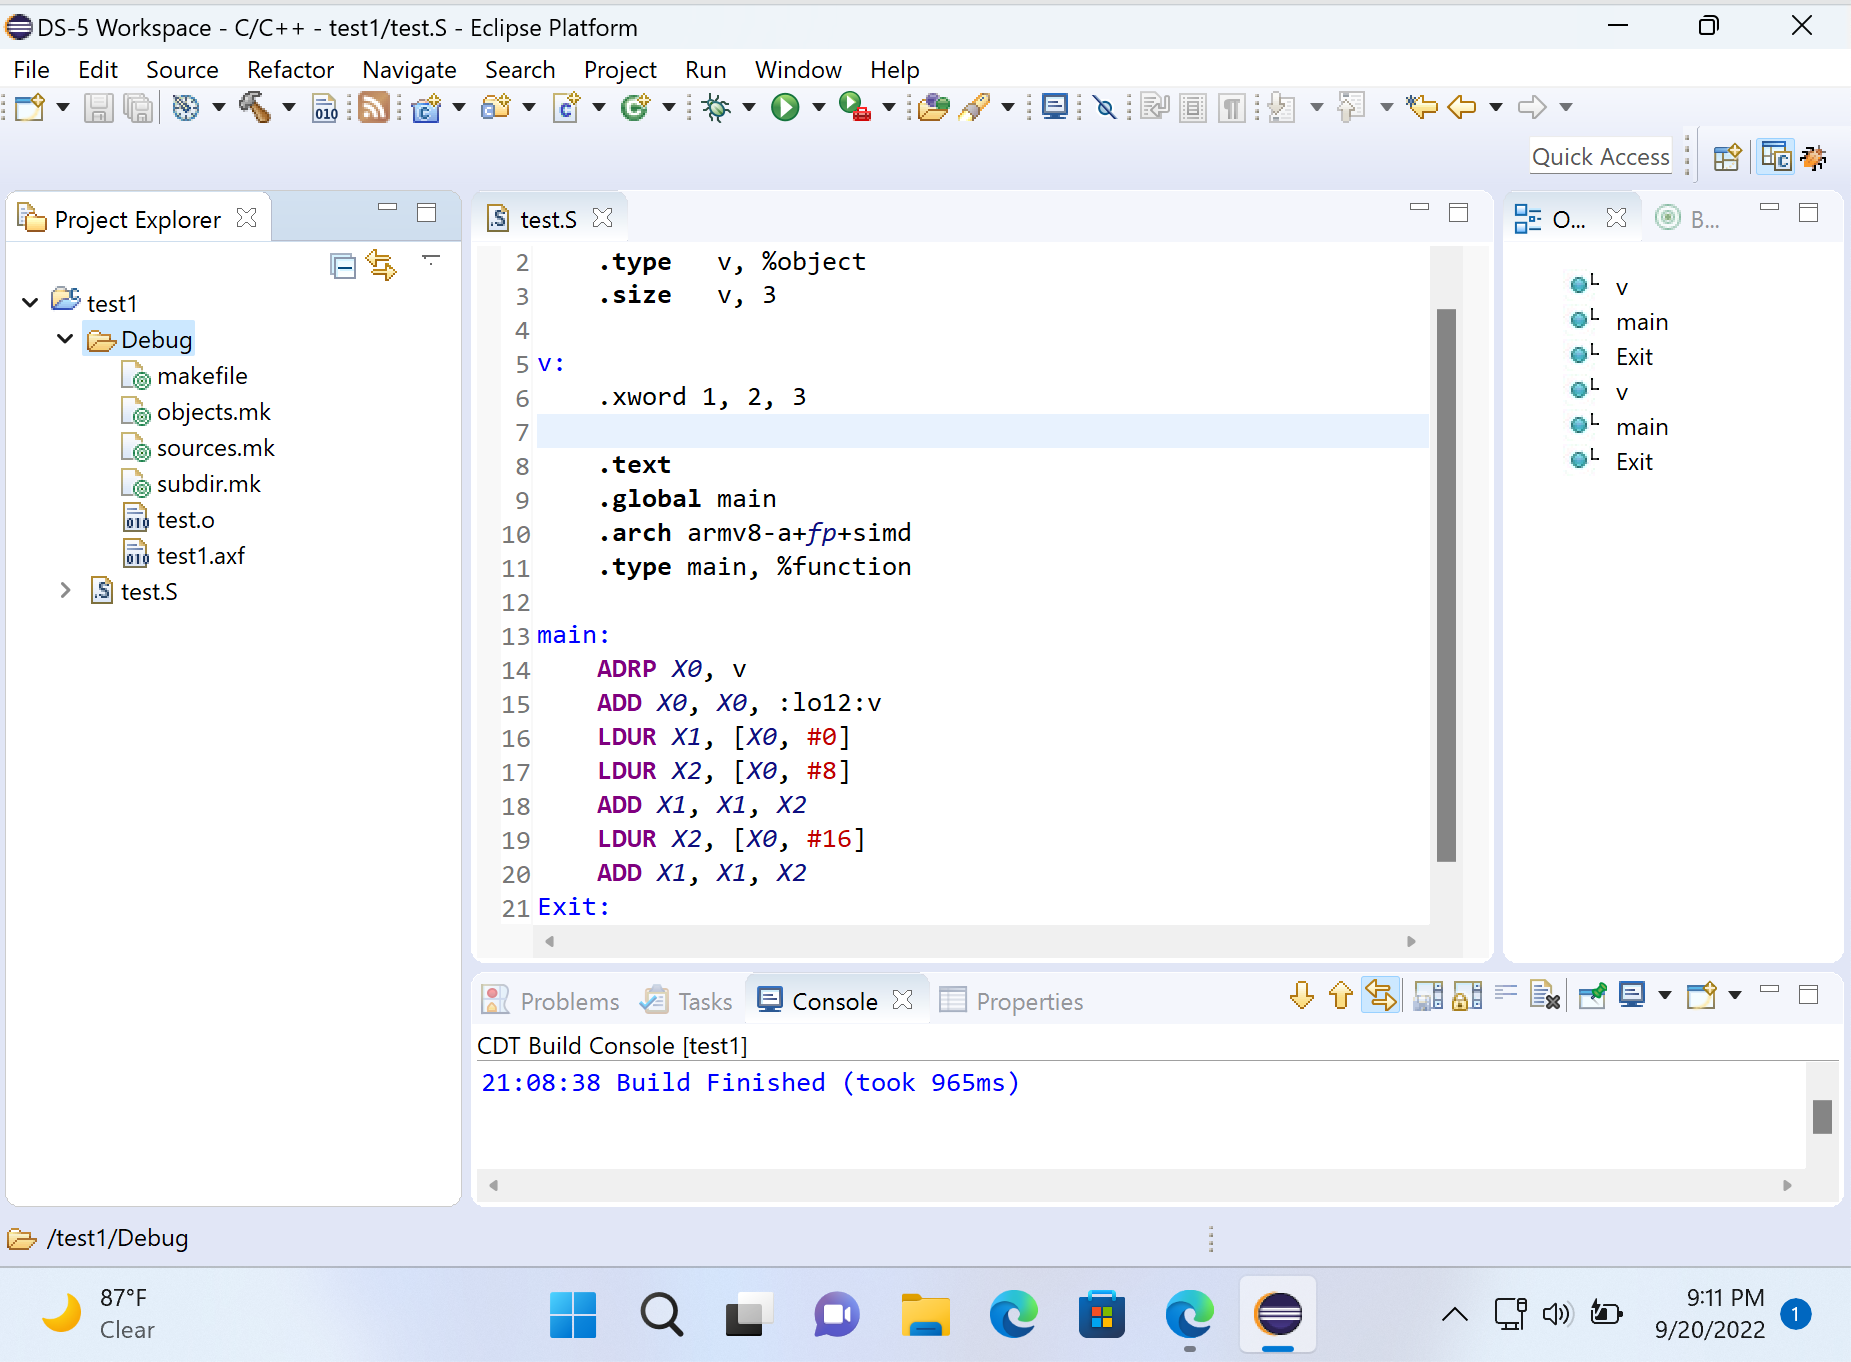 DS-5 Workspace - C/C++ - test1/test.S - Eclipse Platform
File Edit Source Refactor Navigate Search Project Run Window Help
Quick Access
Project Explorer
test1
Debug
makefile
objects.mk
sources.mk
subdir.mk
test.o
test1.axf
test.S
test.S
2 .type v, %object
3 .size v, 3
4
5 v:
6 .xword 1, 2, 3
7
8 .text
9 .global main
10 .arch armv8-a+fp+simd
11 .type main, %function
12
13 main:
14 ADRP X0, v
15 ADD X0, X0, :lo12:v
16 LDUR X1, [X0, #0]
17 LDUR X2, [X0, #8]
18 ADD X1, X1, X2
19 LDUR X2, [X0, #16]
20 ADD X1, X1, X2
21 Exit:
O... B...
v
main
Exit
v
main
Exit
Problems Tasks Console Properties
CDT Build Console [test1]
21:08:38 Build Finished (took 965ms)
/test1/Debug
87°F
Clear
9:11 PM
9/20/2022
1